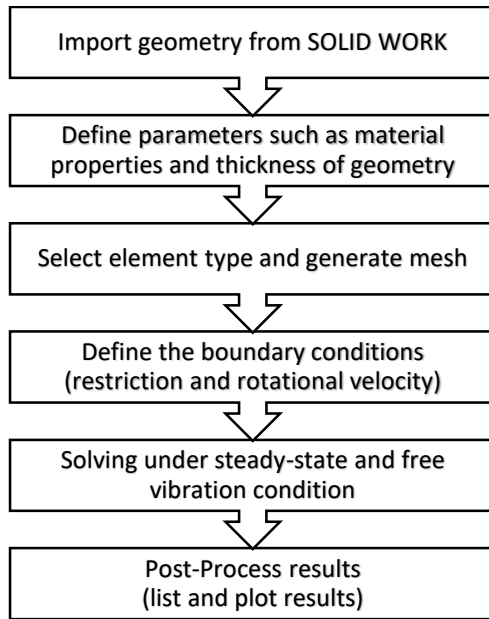 Import geometry from SOLID WORK
Define parameters such as material
properties and thickness of geometry
Select element type and generate mesh
Define the boundary conditions
(restriction and rotational velocity)
Solving under steady-state and free
vibration condition
Post-Process results
(list and plot results)